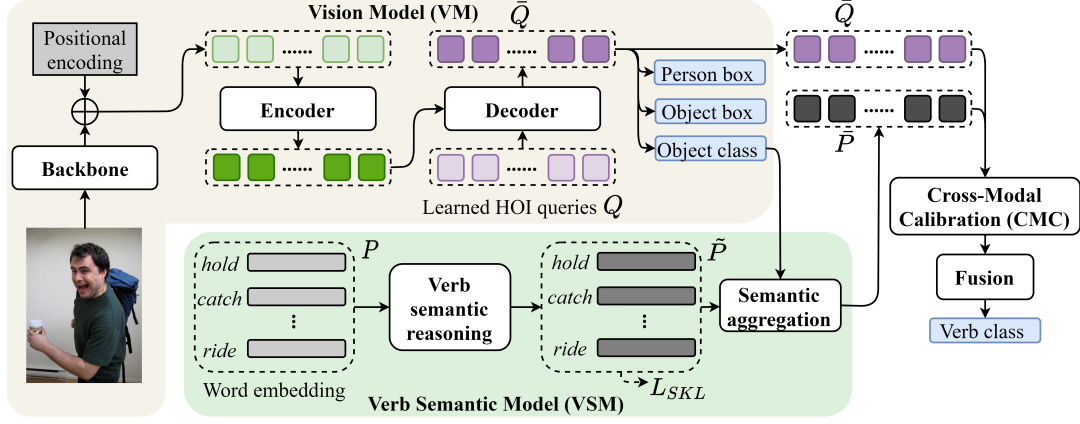 Vision Model (VM)
Positional
encoding
......
Encoder
......
Backbone
Q̄
......
Decoder
......
Learned HOI queries Q
Person box
Object box
Object class
Q̄
......
......
P̄
Cross-Modal
Calibration (CMC)
Fusion
Verb class
hold
catch
⋮
ride
P
Word embedding
Verb
semantic
reasoning
hold
catch
⋮
ride
P̃
L_SKL
Semantic
aggregation
Verb Semantic Model (VSM)